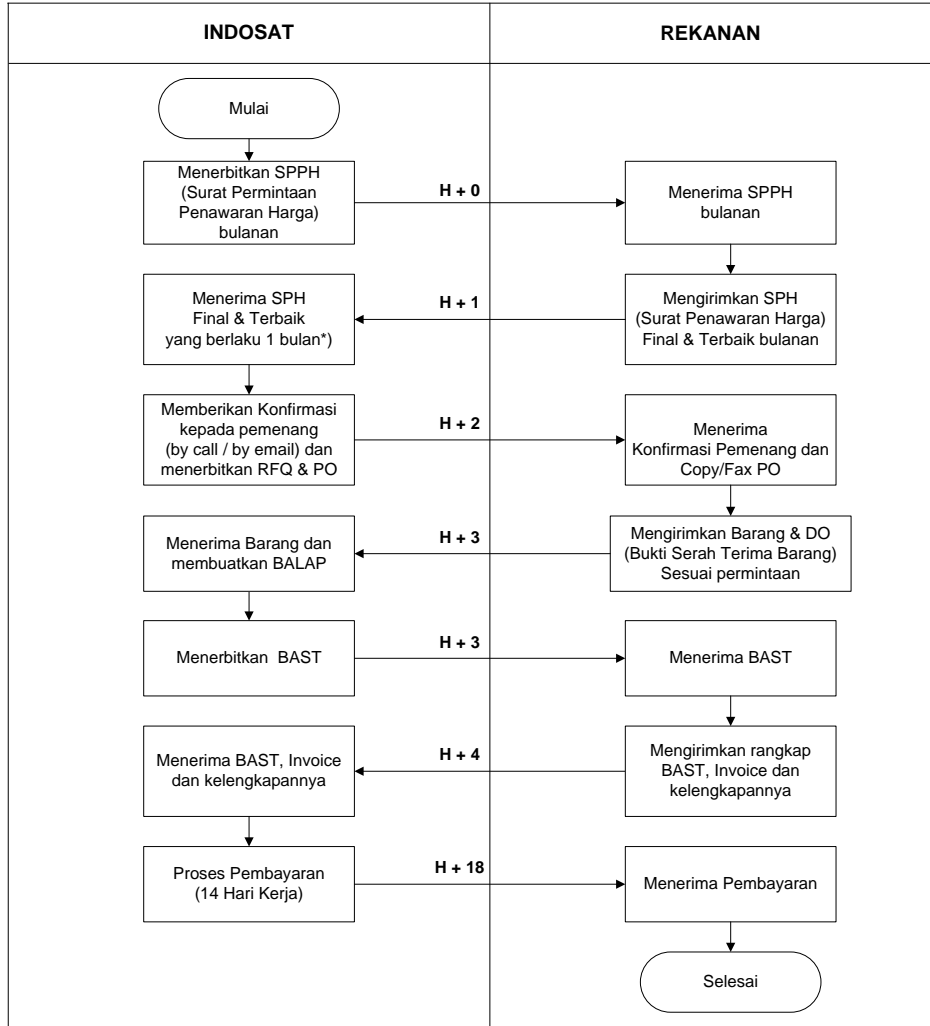 INDOSAT
REKANAN
Mulai
Menerbitkan SPPH
(Surat Permintaan
Penawaran Harga)
bulanan
H + 0
Menerima SPPH
bulanan
Menerima SPH
Final & Terbaik
yang berlaku 1 bulan*)
H + 1
Mengirimkan SPH
(Surat Penawaran Harga)
Final & Terbaik bulanan
Memberikan Konfirmasi
kepada pemenang
(by call / by email) dan
menerbitkan RFQ & PO
H + 2
Menerima
Konfirmasi Pemenang dan
Copy/Fax PO
Menerima Barang dan
membuatkan BALAP
H + 3
Mengirimkan Barang & DO
(Bukti Serah Terima Barang)
Sesuai permintaan
Menerbitkan BAST
H + 3
Menerima BAST
Menerima BAST, Invoice
dan kelengkapannya
H + 4
Mengirimkan rangkap
BAST, Invoice dan
kelengkapannya
Proses Pembayaran
(14 Hari Kerja)
H + 18
Menerima Pembayaran
Selesai